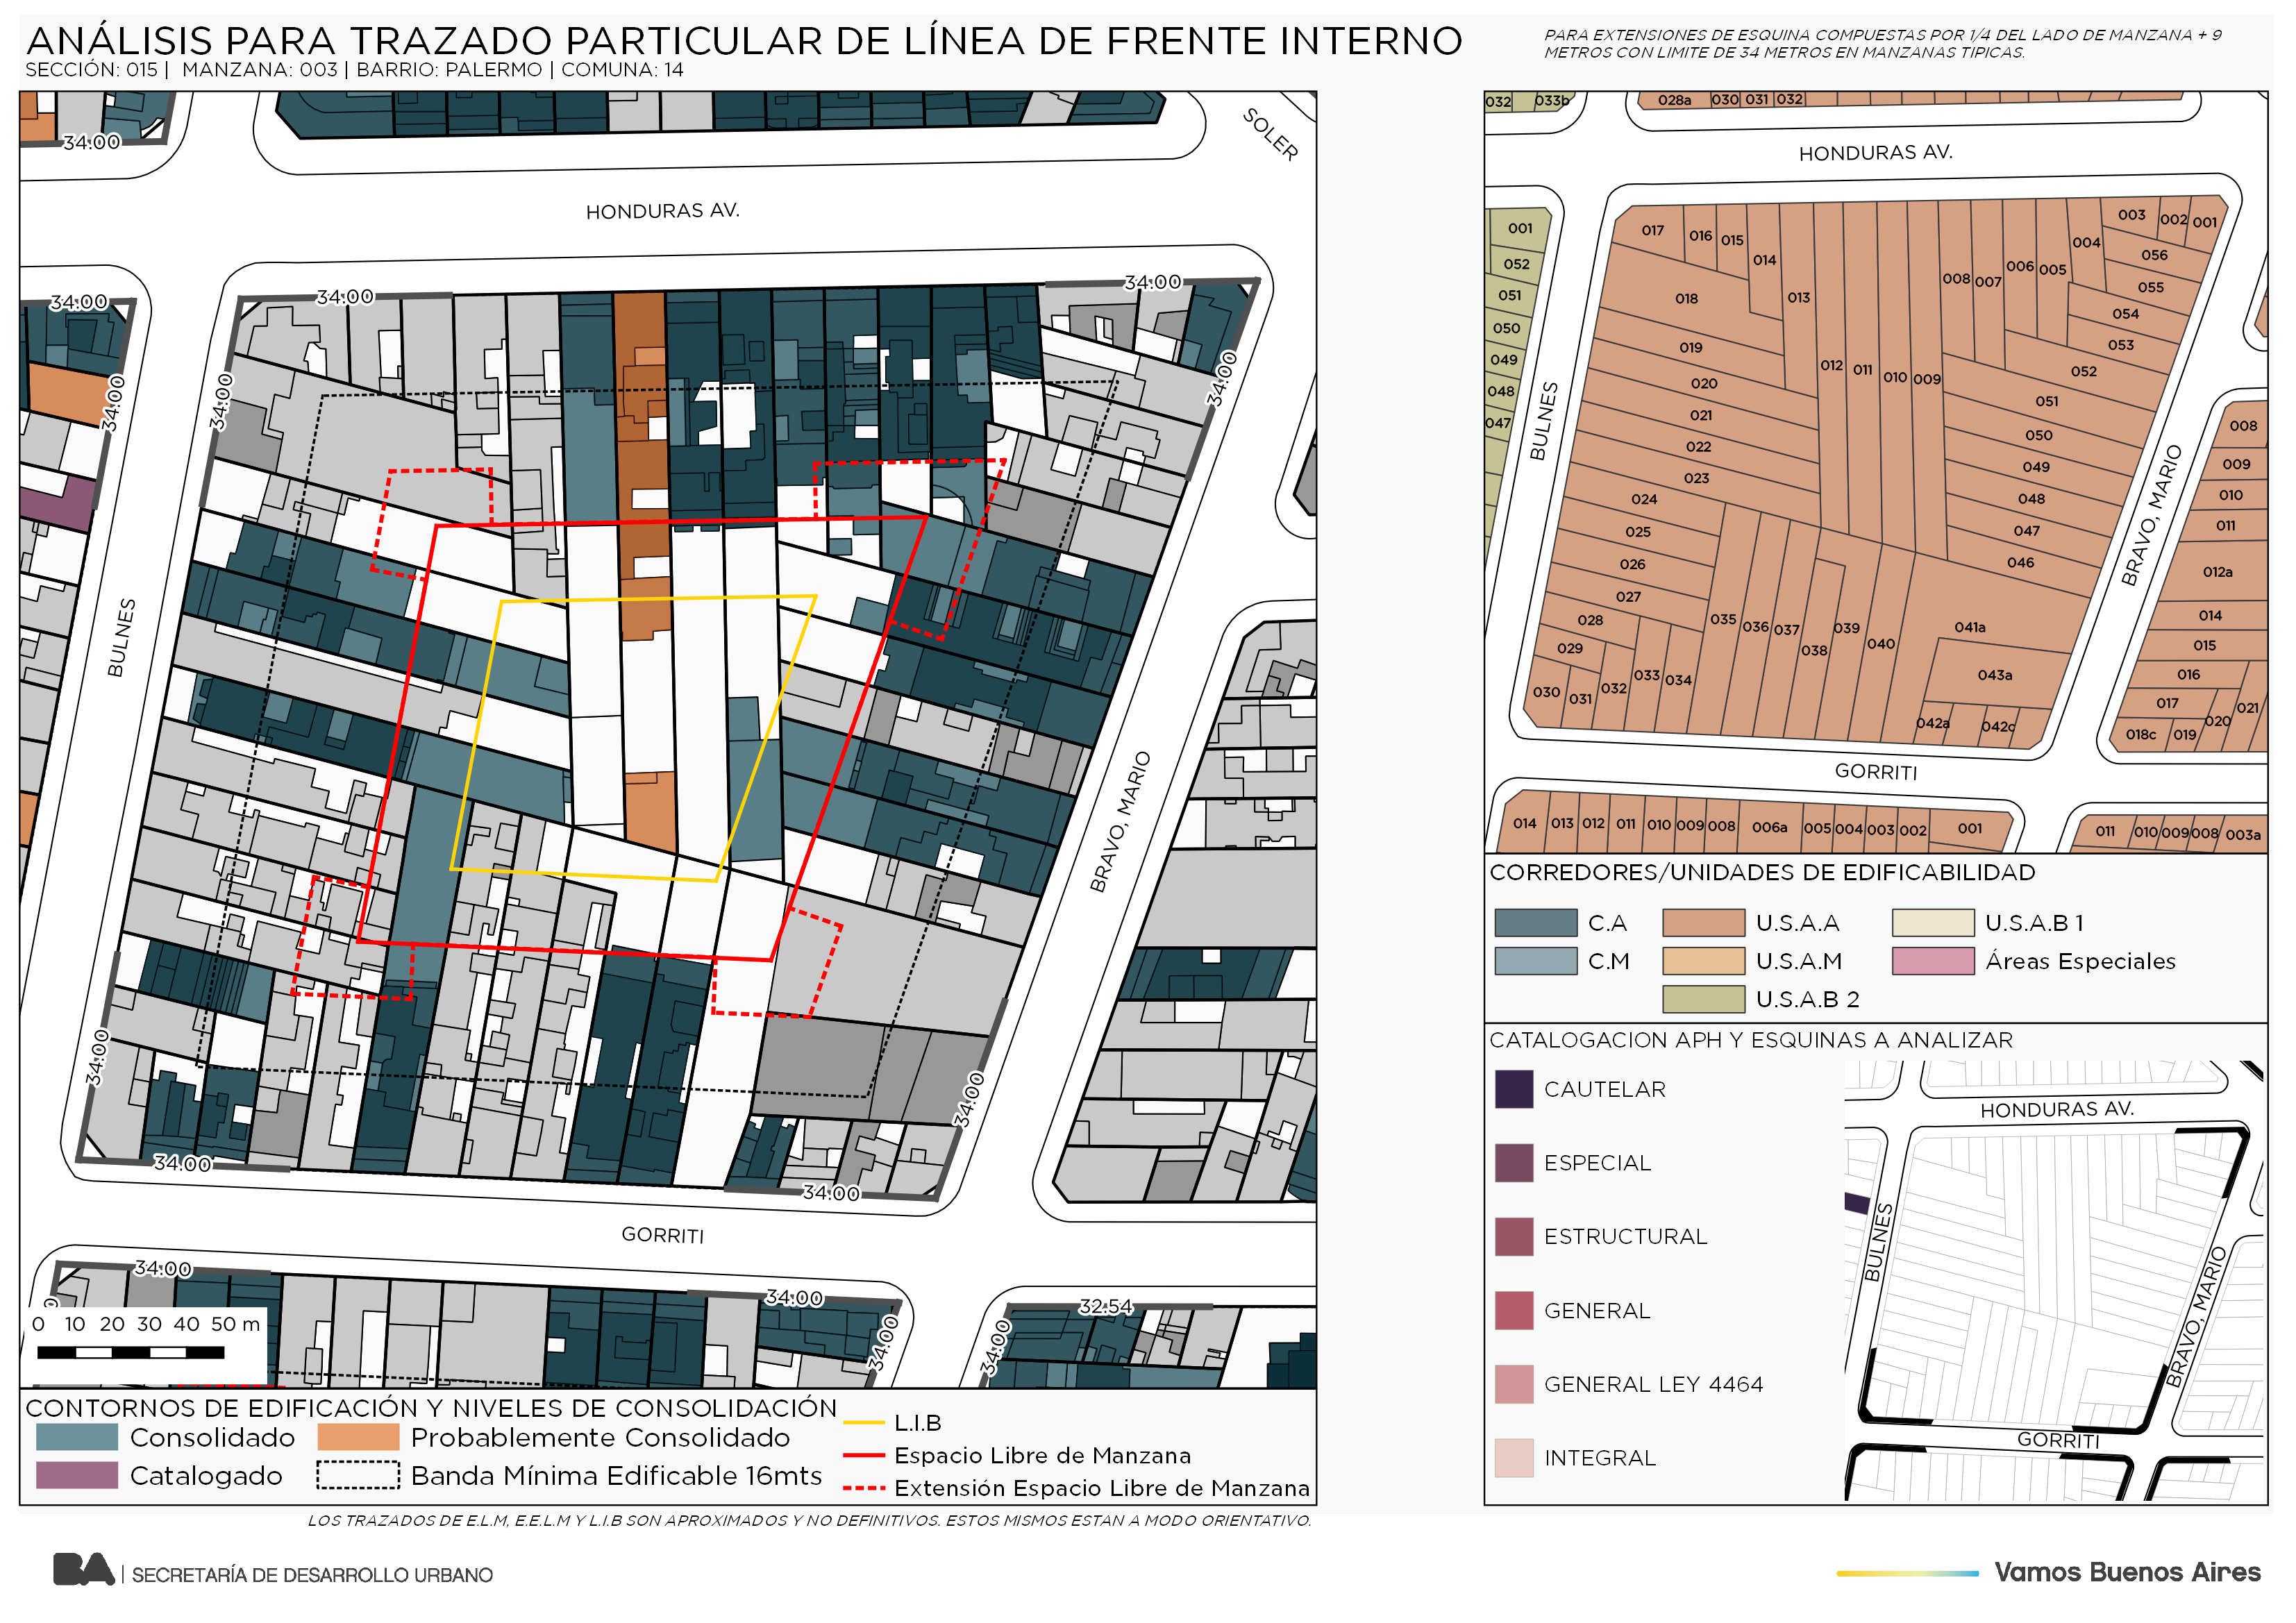 ANÁLISIS PARA TRAZADO PARTICULAR DE LÍNEA DE FRENTE INTERNO
SECCIÓN: 015 | MANZANA: 003 | BARRIO: PALERMO | COMUNA: 14
PARA EXTENSIONES DE ESQUINA COMPUESTAS POR 1/4 DEL LADO DE MANZANA + 9
METROS CON LIMITE DE 34 METROS EN MANZANAS TIPICAS.
34.00
SOLER
HONDURAS AV.
34.00
34.00
34.00
34.00
34.00
34.00
BULNES
BRAVO, MARIO
34.00
34.00
34.00
34.00
GORRITI
34.00
34.00
32.54
34.00
34.00
0 10 20 30 40 50 m
CONTORNOS DE EDIFICACIÓN Y NIVELES DE CONSOLIDACIÓN
Consolidado
Probablemente Consolidado
Catalogado
Banda Mínima Edificable 16mts
L.I.B
Espacio Libre de Manzana
Extensión Espacio Libre de Manzana
LOS TRAZADOS DE E.L.M, E.E.L.M Y L.I.B SON APROXIMADOS Y NO DEFINITIVOS. ESTOS MISMOS ESTAN A MODO ORIENTATIVO.
032 033b 028a 030 031 032
HONDURAS AV.
001
052
051
050
049
048
047
BULNES
017 016 015 014 013 012 011 010 009 008 007 006 005 004 003 002 001
056
055
054
053
052
051
050
049
048
047
046
018
019
020
021
022
023
024
025
026
027
028
029
030 031 032 033 034 035 036 037 038 039 040
041a
043a
042a 042c
BRAVO, MARIO
008
009
010
011
012a
014
015
016
017
018c 019 020 021
GORRITI
014 013 012 011 010 009 008 006a 005 004 003 002 001
011 010 009 008 003a
CORREDORES/UNIDADES DE EDIFICABILIDAD
C.A
U.S.A.A
U.S.A.B 1
C.M
U.S.A.M
Áreas Especiales
U.S.A.B 2
CATALOGACION APH Y ESQUINAS A ANALIZAR
CAUTELAR
ESPECIAL
ESTRUCTURAL
GENERAL
GENERAL LEY 4464
INTEGRAL
HONDURAS AV.
BULNES
BRAVO, MARIO
GORRITI
BA | SECRETARÍA DE DESARROLLO URBANO
Vamos Buenos Aires